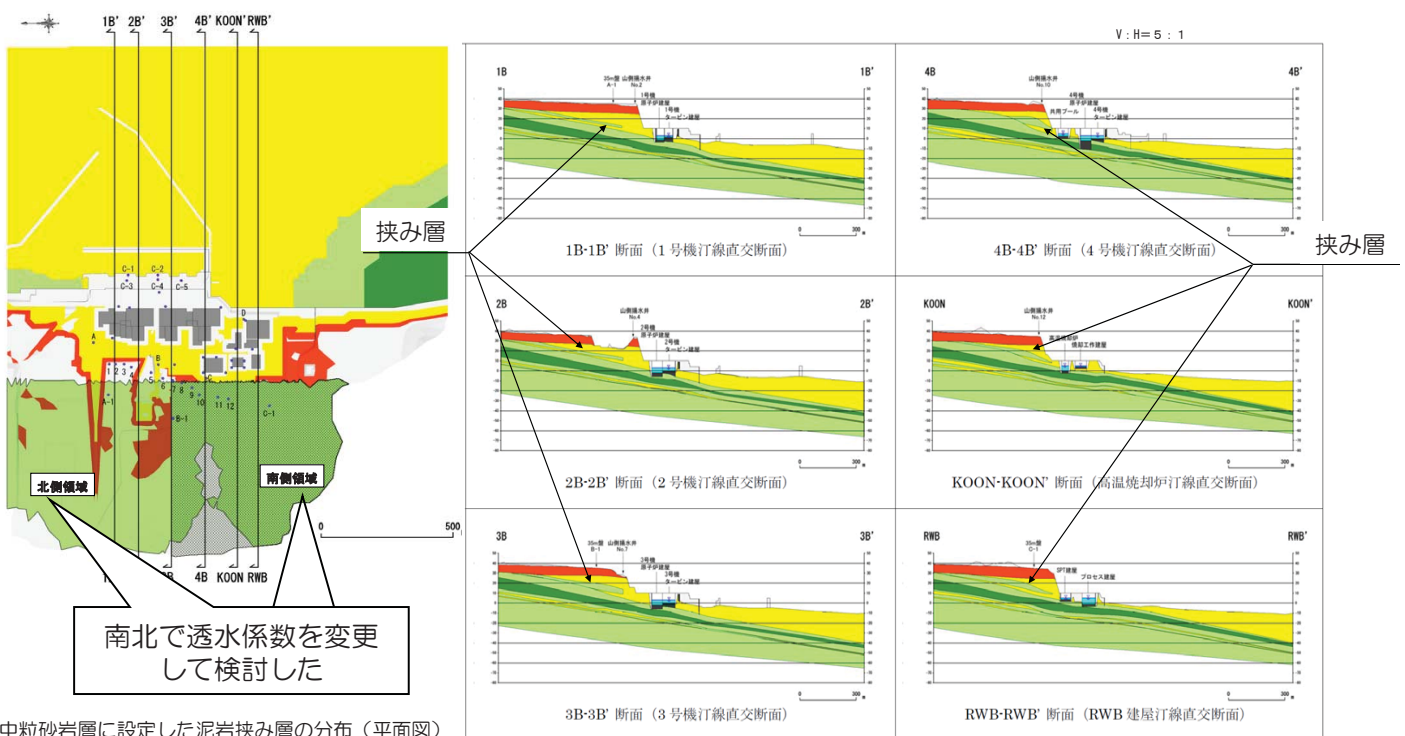 1B' 2B' 3B' 4B' KOON' RWB'
C-1 C-2
C-3 C-4 C-5
D
A
B
1 2 3 4 5 6 7 8 9 10 11 12
C
A-1
B-1
C-1
北側領域
南側領域
0 500
4B KOON RWB
南北で透水係数を変更
して検討した
中粒砂岩層に設定した泥岩挟み層の分布（平面図）
V:H=5:1
挟み層
挟み層
1B 1B'
35m盤 山側揚水井
A-1 No.2
1号機
原子炉建屋
1号機
タービン建屋
0 300 m
1B-1B' 断面（1 号機汀線直交断面）
4B 4B'
山側揚水井
No.10
4号機
原子炉建屋
共用プール 4号機
タービン建屋
0 300 m
4B-4B' 断面（4 号機汀線直交断面）
2B 2B'
山側揚水井
No.4
2号機
原子炉建屋
2号機
タービン建屋
0 300 m
2B-2B' 断面（2 号機汀線直交断面）
KOON KOON'
山側揚水井
No.12
高温焼却炉
焼却工作建屋
0 300 m
KOON-KOON' 断面（高温焼却炉汀線直交断面）
3B 3B'
35m盤 山側揚水井
B-1 No.7
3号機
原子炉建屋
3号機
タービン建屋
0 300 m
3B-3B' 断面（3 号機汀線直交断面）
RWB RWB'
35m盤
C-1
SPT建屋
プロセス建屋
0 300 m
RWB-RWB' 断面（RWB 建屋汀線直交断面）